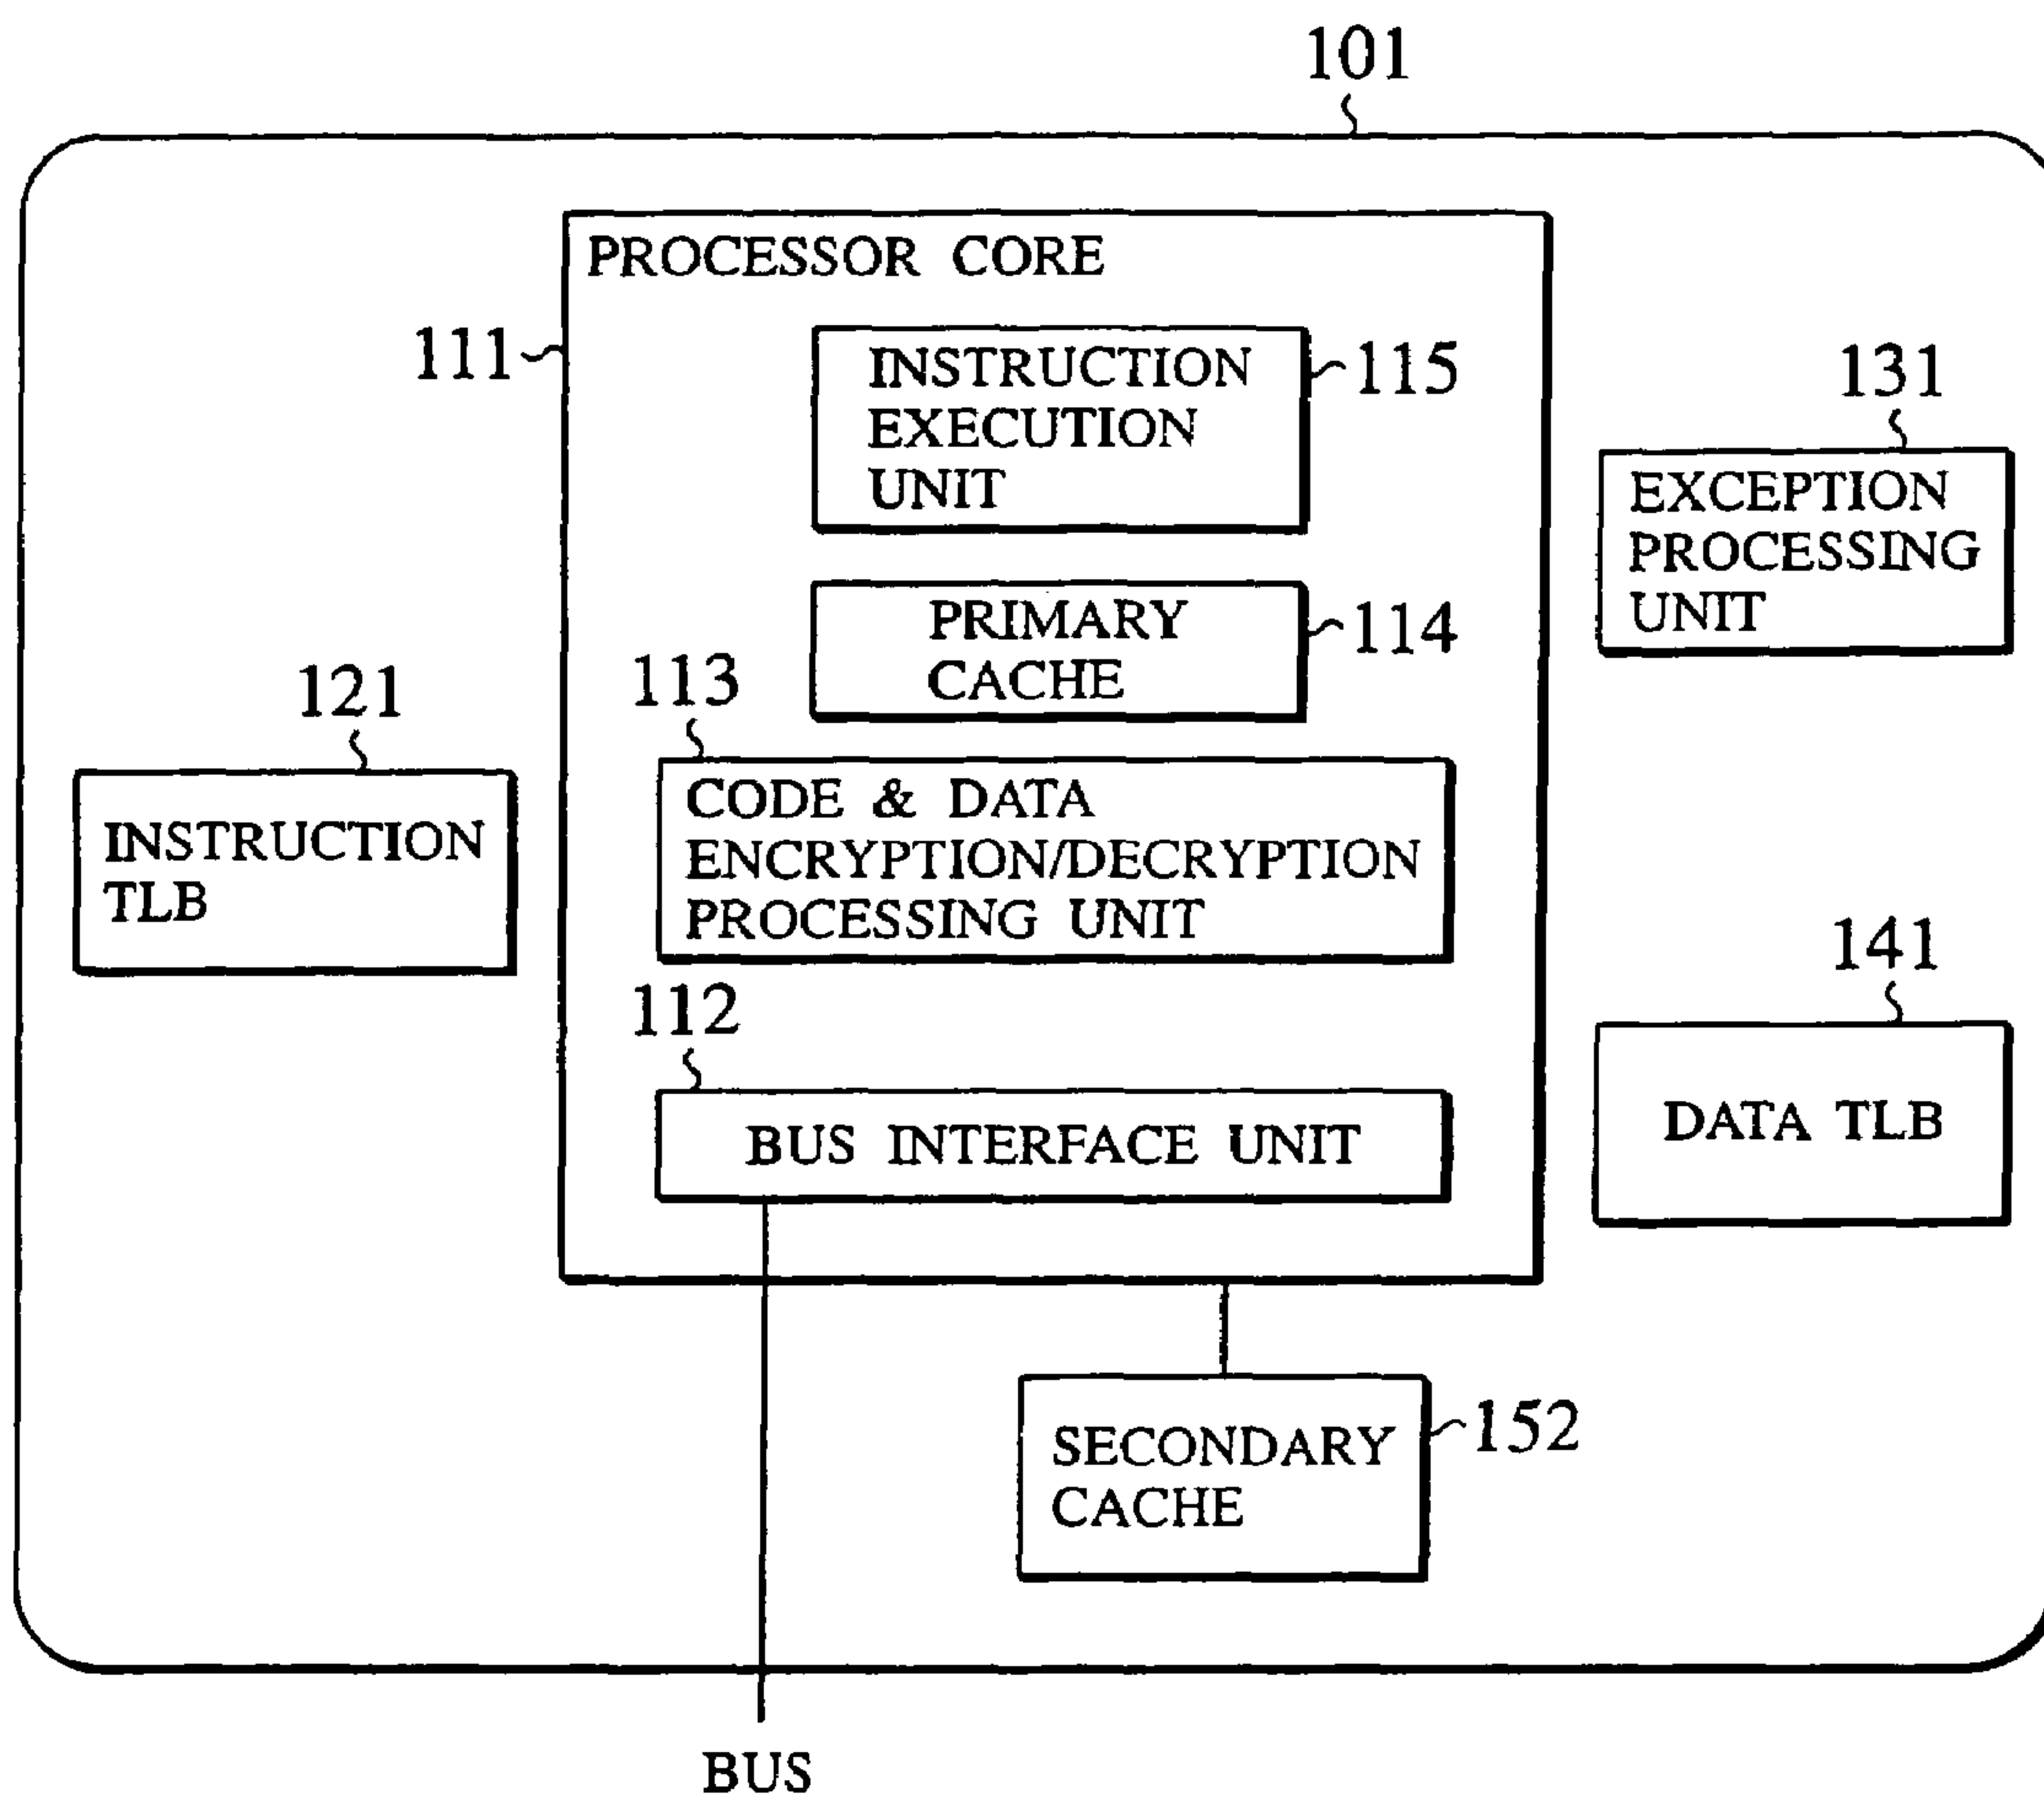 101
PROCESSOR CORE
111
INSTRUCTION
EXECUTION
UNIT
115
131
EXCEPTION
PROCESSING
UNIT
PRIMARY
CACHE
114
113
121
CODE & DATA
ENCRYPTION/DECRYPTION
PROCESSING UNIT
INSTRUCTION
TLB
141
112
BUS INTERFACE UNIT
DATA TLB
SECONDARY
CACHE
152
BUS